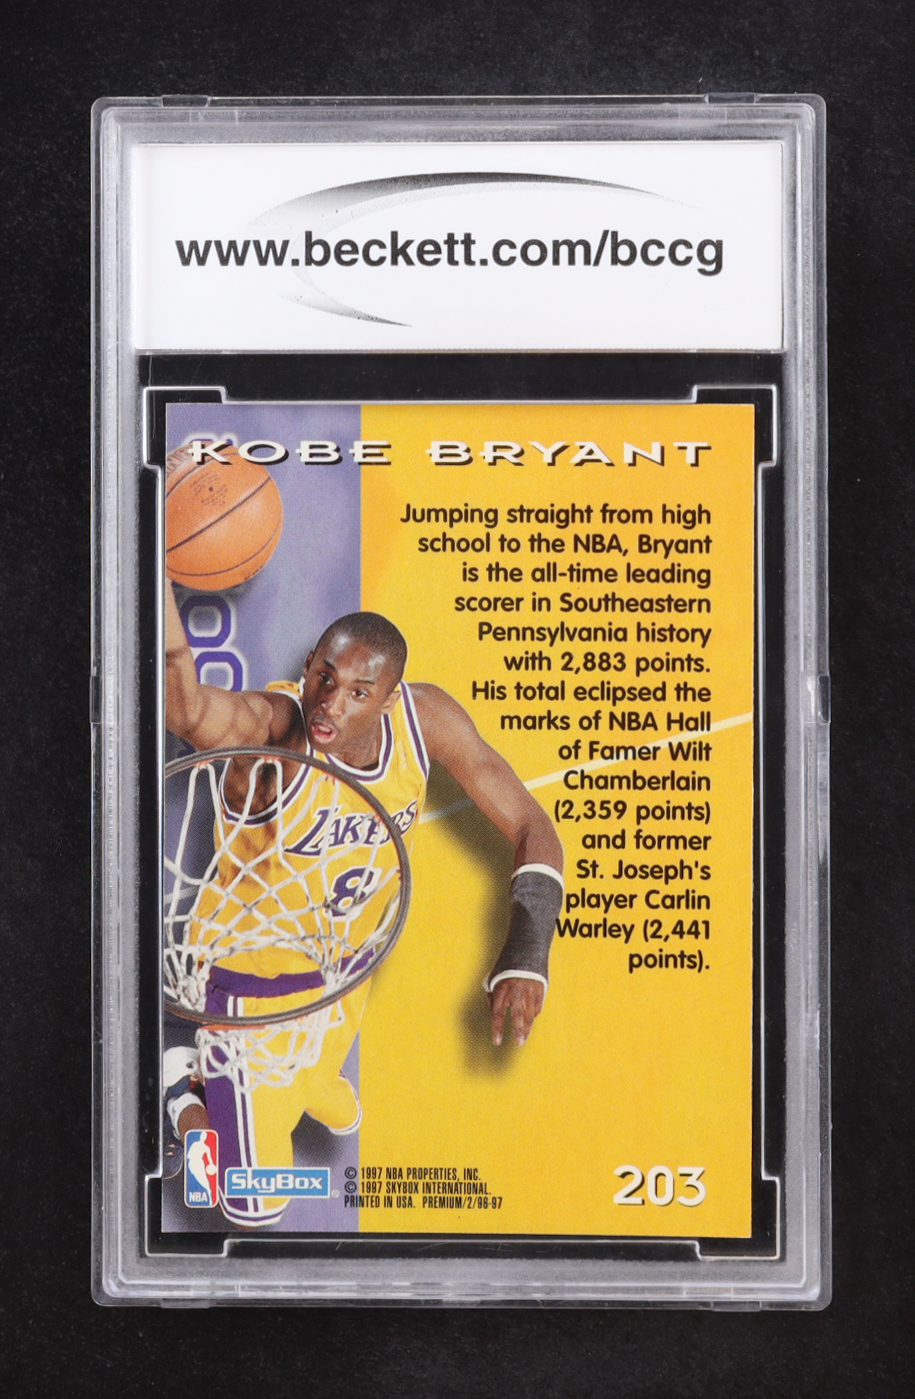 www.beckett.com/bccg
KOBE BRYANT
Jumping straight from high
school to the NBA, Bryant
is the all-time leading
scorer in Southeastern
Pennsylvania history
with 2,883 points.
His total eclipsed the
marks of NBA Hall
of Famer Wilt
Chamberlain
(2,359 points)
and former
St. Joseph's
player Carlin
Warley (2,441
points).
LAKERS
8
NBA
SkyBox
© 1997 NBA PROPERTIES, INC.
© 1997 SKYBOX INTERNATIONAL.
PRINTED IN USA. PREMIUM/2/96-97
203